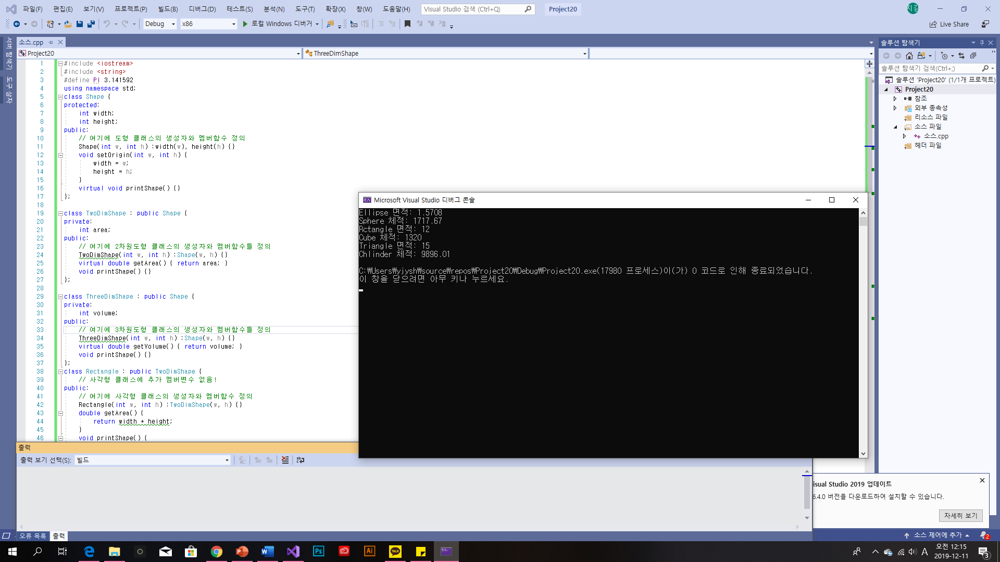 파일(F) 편집(E) 보기(V) 프로젝트(P) 빌드(B) 디버그(D) 테스트(S) 분석(N) 도구(T) 확장(X) 창(W) 도움말(H) Visual Studio 검색 (Ctrl+Q) Project20 지김
Debug x86 로컬 Windows 디버거 Live Share
서버 탐색기
도구 상자
소스.cpp
Project20 ThreeDimShape
1 #include <iostream>
2 #include <string>
3 #define PI 3.141592
4 using namespace std;
5 class Shape {
6 protected:
7 int width;
8 int height;
9 public:
10 // 여기에 도형 클래스의 생성자와 멤버함수 정의
11 Shape(int w, int h) :width(w), height(h) {}
12 void setOrigin(int w, int h) {
13 width = w;
14 height = h;
15 }
16 virtual void printShape() {}
17 };
18
19 class TwoDimShape : public Shape {
20 private:
21 int area;
22 public:
23 // 여기에 2차원도형 클래스의 생성자와 멤버함수들 정의
24 TwoDimShape(int w, int h) :Shape(w, h) {}
25 virtual double getArea() { return area; }
26 void printShape() {}
27 };
28
29 class ThreeDimShape : public Shape {
30 private:
31 int volume;
32 public:
33 // 여기에 3차원도형 클래스의 생성자와 멤버함수들 정의
34 ThreeDimShape(int w, int h) :Shape(w, h) {}
35 virtual double getVolume() { return volume; }
36 void printShape() {}
37 };
38 class Rectangle : public TwoDimShape {
39 // 사각형 클래스에 추가 멤버변수 없음!
40 public:
41 // 여기에 사각형 클래스의 생성자와 멤버함수 정의
42 Rectangle(int w, int h) :TwoDimShape(w, h) {}
43 double getArea() {
44 return width * height;
45 }
46 void printShape() {
Microsoft Visual Studio 디버그 콘솔
Ellipse 면적: 1.5708
Sphere 체적: 1717.67
Rctangle 면적: 12
Cube 체적: 1320
Triangle 면적: 15
Chlinder 체적: 9896.01
C:₩Users₩yjysh₩source₩repos₩Project20₩Debug₩Project20.exe(17980 프로세스)이(가) 0 코드로 인해 종료되었습니다.
이 창을 닫으려면 아무 키나 누르세요.
솔루션 탐색기
솔루션 탐색기 검색(Ctrl+;)
솔루션 'Project20' (1/1개 프로젝트)
Project20
참조
외부 종속성
리소스 파일
소스 파일
소스.cpp
헤더 파일
출력
출력 보기 선택(S): 빌드
isual Studio 2019 업데이트
6.4.0 버전을 다운로드하여 설치할 수 있습니다.
자세히 보기
오류 목록 출력
소스 제어에 추가 2
Ps Ai TALK A 오전 12:15
2019-12-11 3